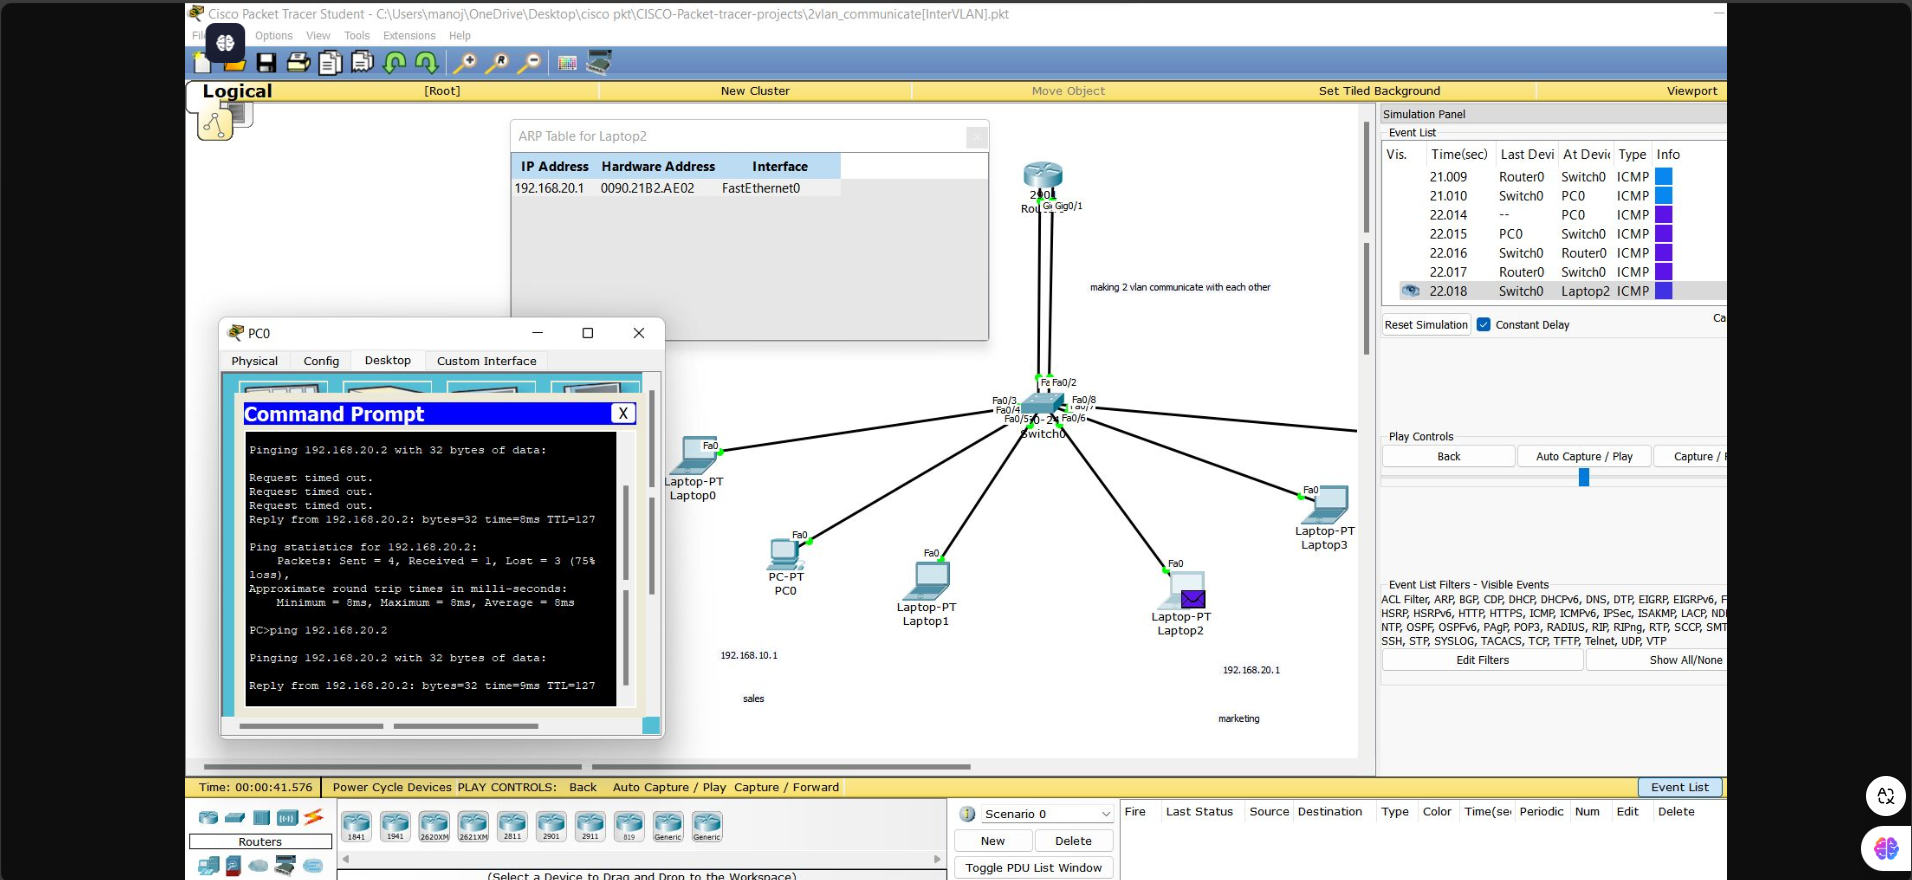 Cisco Packet Tracer Student - C:\Users\manoj\OneDrive\Desktop\cisco pkt\CISCO-Packet-tracer-projects\2vlan_communicate[InterVLAN].pkt
Options View Tools Extensions Help
Logical [Root] New Cluster Move Object Set Tiled Background Viewport
ARP Table for Laptop2
IP Address Hardware Address Interface
192.168.20.1 0090.21B2.AE02 FastEthernet0
Gig0/1
making 2 vlan communicate with each other
Fa0/2
Fa0/3
Fa0/8
Fa0/4
Fa0/5
Fa0/6
Switch0
Fa0
Laptop-PT
Laptop0
Fa0
PC-PT
PC0
Fa0
Laptop-PT
Laptop1
Fa0
Laptop-PT
Laptop2
Fa0
Laptop-PT
Laptop3
192.168.10.1
sales
192.168.20.1
marketing
PC0
Physical Config Desktop Custom Interface
Command Prompt X
Pinging 192.168.20.2 with 32 bytes of data:
Request timed out.
Request timed out.
Request timed out.
Reply from 192.168.20.2: bytes=32 time=8ms TTL=127
Ping statistics for 192.168.20.2:
Packets: Sent = 4, Received = 1, Lost = 3 (75%
loss),
Approximate round trip times in milli-seconds:
Minimum = 8ms, Maximum = 8ms, Average = 8ms
PC>ping 192.168.20.2
Pinging 192.168.20.2 with 32 bytes of data:
Reply from 192.168.20.2: bytes=32 time=9ms TTL=127
Simulation Panel
Event List
Vis. Time(sec) Last Devi At Devic Type Info
21.009 Router0 Switch0 ICMP
21.010 Switch0 PC0 ICMP
22.014 -- PC0 ICMP
22.015 PC0 Switch0 ICMP
22.016 Switch0 Router0 ICMP
22.017 Router0 Switch0 ICMP
22.018 Switch0 Laptop2 ICMP
Reset Simulation Constant Delay Ca
Play Controls
Back Auto Capture / Play Capture /
Event List Filters - Visible Events
ACL Filter, ARP, BGP, CDP, DHCP, DHCPv6, DNS, DTP, EIGRP, EIGRPv6, F
HSRP, HSRPv6, HTTP, HTTPS, ICMP, ICMPv6, IPSec, ISAKMP, LACP, ND
NTP, OSPF, OSPFv6, PAgP, POP3, RADIUS, RIP, RIPng, RTP, SCCP, SMT
SSH, STP, SYSLOG, TACACS, TCP, TFTP, Telnet, UDP, VTP
Edit Filters Show All/None
Time: 00:00:41.576 Power Cycle Devices PLAY CONTROLS: Back Auto Capture / Play Capture / Forward Event List
Routers
1841 1941 2620XM 2621XM 2811 2901 2911 819 Generic Generic
(Select a Device to Drag and Drop to the Workspace)
Scenario 0
New Delete
Toggle PDU List Window
Fire Last Status Source Destination Type Color Time(sec Periodic Num Edit Delete